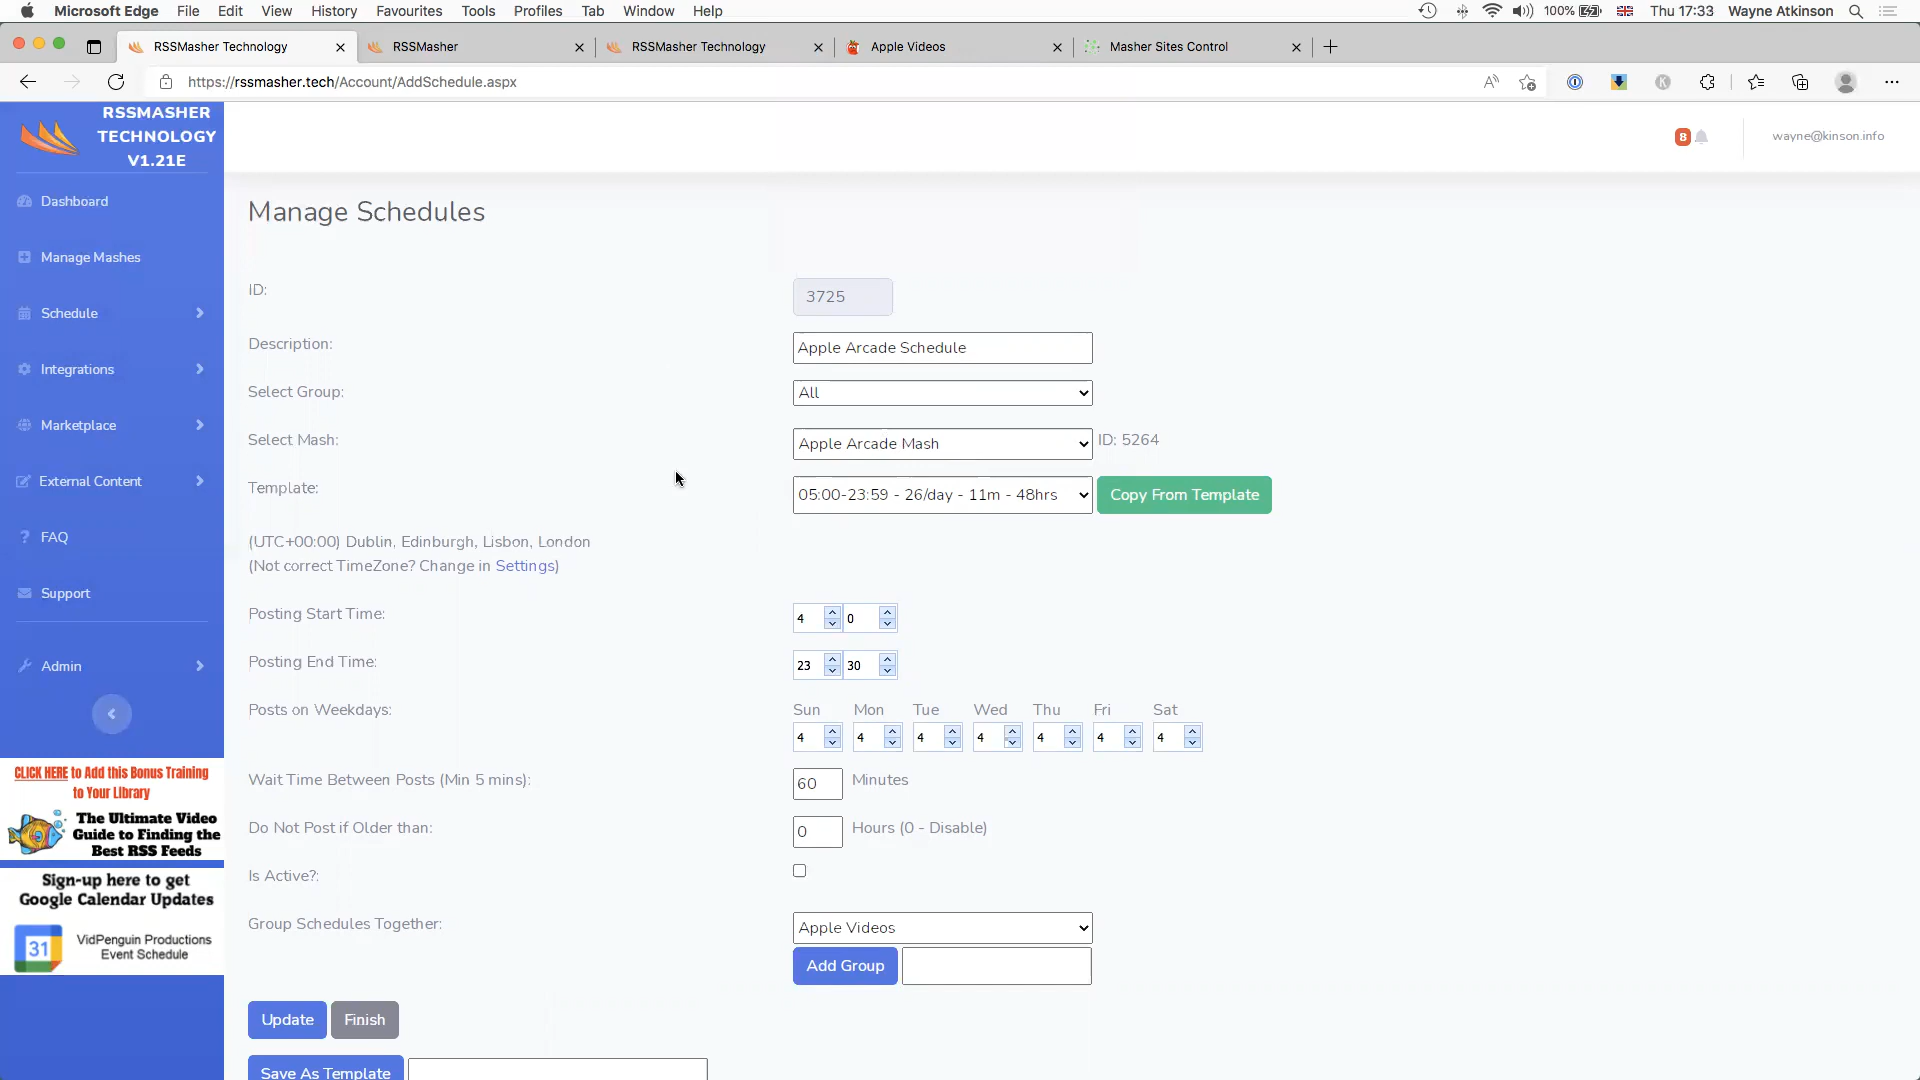 Microsoft Edge File Edit View History Favourites Tools Profiles Tab Window Help 100% Thu 17:33 Wayne Atkinson
RSSMasher Technology RSSMasher RSSMasher Technology Apple Videos Masher Sites Control
https://rssmasher.tech/Account/AddSchedule.aspx
RSSMASHER
TECHNOLOGY
V1.21E
8 wayne@kinson.info
Dashboard
Manage Mashes
Schedule
Integrations
Marketplace
External Content
FAQ
Support
Admin
CLICK HERE to Add this Bonus Training
to Your Library
The Ultimate Video
Guide to Finding the
Best RSS Feeds
Sign-up here to get
Google Calendar Updates
31
VidPenguin Productions
Event Schedule
Manage Schedules
ID: 3725
Description: Apple Arcade Schedule
Select Group: All
Select Mash: Apple Arcade Mash ID: 5264
Template: 05:00-23:59 - 26/day - 11m - 48hrs Copy From Template
(UTC+00:00) Dublin, Edinburgh, Lisbon, London
(Not correct TimeZone? Change in Settings)
Posting Start Time: 4 0
Posting End Time: 23 30
Posts on Weekdays: Sun Mon Tue Wed Thu Fri Sat
4 4 4 4 4 4 4
Wait Time Between Posts (Min 5 mins): 60 Minutes
Do Not Post if Older than: 0 Hours (0 - Disable)
Is Active?:
Group Schedules Together: Apple Videos
Add Group
Update Finish
Save As Template